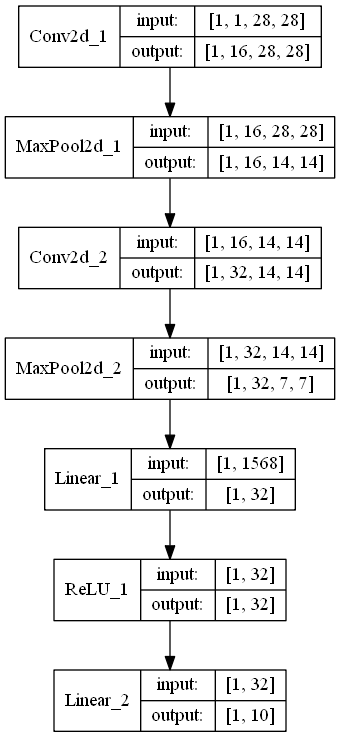 Conv2d_1 input: [1, 1, 28, 28]
output: [1, 16, 28, 28]
MaxPool2d_1 input: [1, 16, 28, 28]
output: [1, 16, 14, 14]
Conv2d_2 input: [1, 16, 14, 14]
output: [1, 32, 14, 14]
MaxPool2d_2 input: [1, 32, 14, 14]
output: [1, 32, 7, 7]
Linear_1 input: [1, 1568]
output: [1, 32]
ReLU_1 input: [1, 32]
output: [1, 32]
Linear_2 input: [1, 32]
output: [1, 10]